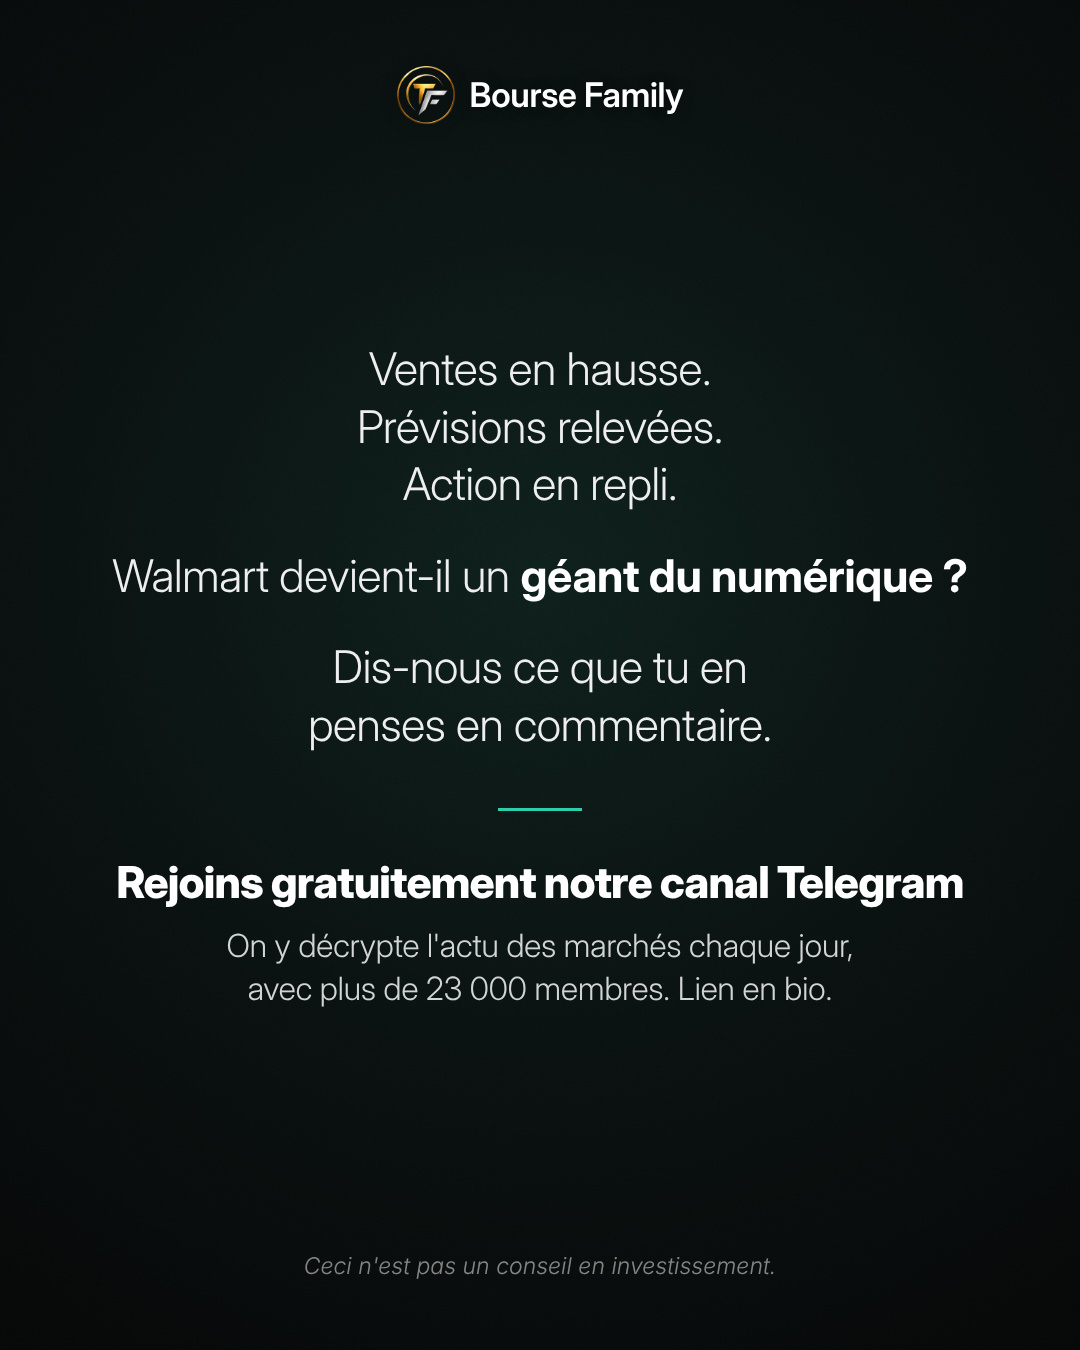 TF Bourse Family
Ventes en hausse.
Prévisions relevées.
Action en repli.
Walmart devient-il un géant du numérique ?
Dis-nous ce que tu en
penses en commentaire.
Rejoins gratuitement notre canal Telegram
On y décrypte l'actu des marchés chaque jour,
avec plus de 23 000 membres. Lien en bio.
Ceci n'est pas un conseil en investissement.